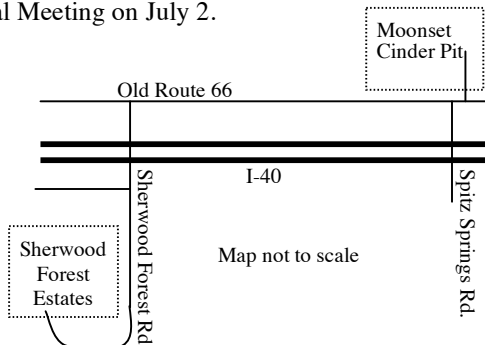 al Meeting on July 2.
Moonset
Cinder Pit
Old Route 66
I-40
Sherwood Forest Rd
Spitz Springs Rd.
Map not to scale
Sherwood
Forest
Estates